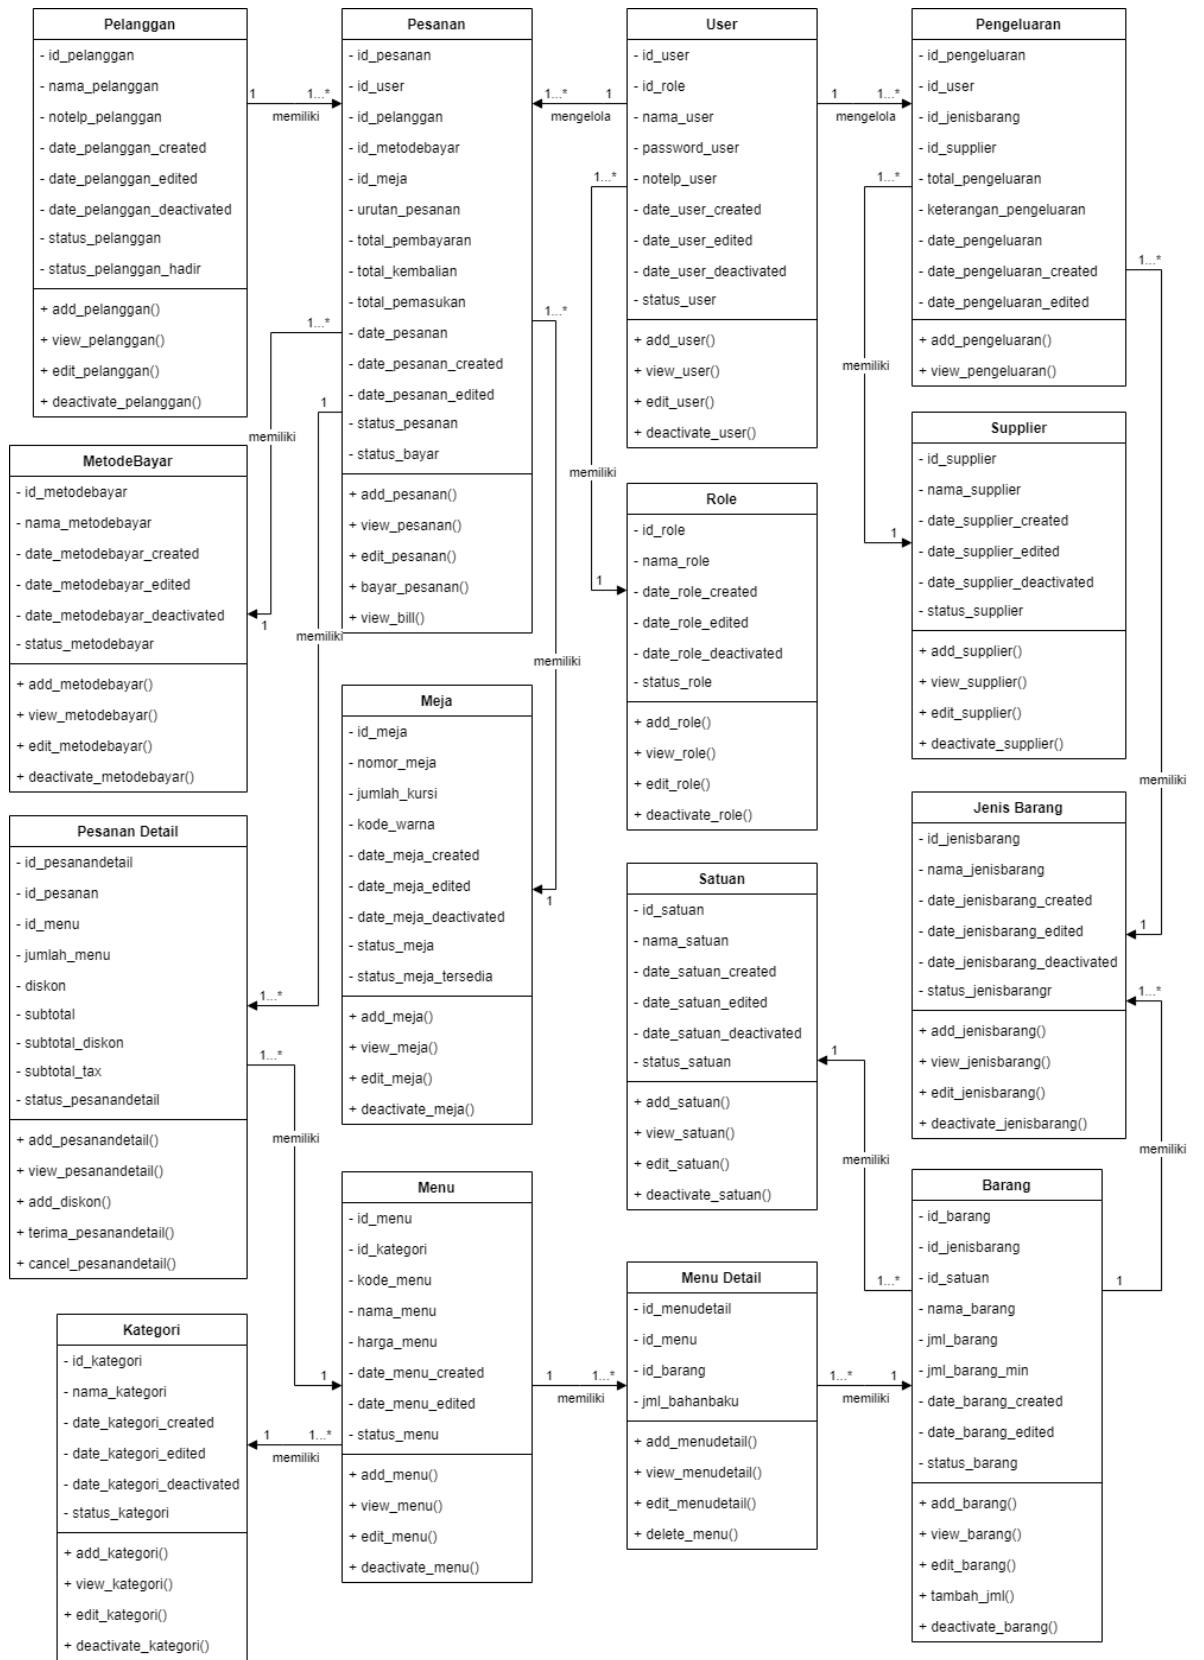 Pelanggan
- id_pelanggan
- nama_pelanggan
- notelp_pelanggan
- date_pelanggan_created
- date_pelanggan_edited
- date_pelanggan_deactivated
- status_pelanggan
- status_pelanggan_hadir
+ add_pelanggan()
+ view_pelanggan()
+ edit_pelanggan()
+ deactivate_pelanggan()
1 1...*
memiliki
Pesanan
- id_pesanan
- id_user
- id_pelanggan
- id_metodebayar
- id_meja
- urutan_pesanan
- total_pembayaran
- total_kembalian
- total_pemasukan
- date_pesanan
- date_pesanan_created
- date_pesanan_edited
- status_pesanan
- status_bayar
+ add_pesanan()
+ view_pesanan()
+ edit_pesanan()
+ bayar_pesanan()
+ view_bill()
1...* 1
mengelola
User
- id_user
- id_role
- nama_user
- password_user
- notelp_user
- date_user_created
- date_user_edited
- date_user_deactivated
- status_user
+ add_user()
+ view_user()
+ edit_user()
+ deactivate_user()
1 1...*
mengelola
Pengeluaran
- id_pengeluaran
- id_user
- id_jenisbarang
- id_supplier
- total_pengeluaran
- keterangan_pengeluaran
- date_pengeluaran
- date_pengeluaran_created
- date_pengeluaran_edited
+ add_pengeluaran()
+ view_pengeluaran()
1...*
memiliki
1
1...*
memiliki
1
1...*
memiliki
1
1
memiliki
1...*
1...*
memiliki
1
1...*
memiliki
1
MetodeBayar
- id_metodebayar
- nama_metodebayar
- date_metodebayar_created
- date_metodebayar_edited
- date_metodebayar_deactivated
- status_metodebayar
+ add_metodebayar()
+ view_metodebayar()
+ edit_metodebayar()
+ deactivate_metodebayar()
Supplier
- id_supplier
- nama_supplier
- date_supplier_created
- date_supplier_edited
- date_supplier_deactivated
- status_supplier
+ add_supplier()
+ view_supplier()
+ edit_supplier()
+ deactivate_supplier()
Role
- id_role
- nama_role
- date_role_created
- date_role_edited
- date_role_deactivated
- status_role
+ add_role()
+ view_role()
+ edit_role()
+ deactivate_role()
Meja
- id_meja
- nomor_meja
- jumlah_kursi
- kode_warna
- date_meja_created
- date_meja_edited
- date_meja_deactivated
- status_meja
- status_meja_tersedia
+ add_meja()
+ view_meja()
+ edit_meja()
+ deactivate_meja()
Jenis Barang
- id_jenisbarang
- nama_jenisbarang
- date_jenisbarang_created
- date_jenisbarang_edited
- date_jenisbarang_deactivated
- status_jenisbarangr
+ add_jenisbarang()
+ view_jenisbarang()
+ edit_jenisbarang()
+ deactivate_jenisbarang()
1...*
memiliki
1
Pesanan Detail
- id_pesanandetail
- id_pesanan
- id_menu
- jumlah_menu
- diskon
- subtotal
- subtotal_diskon
- subtotal_tax
- status_pesanandetail
+ add_pesanandetail()
+ view_pesanandetail()
+ add_diskon()
+ terima_pesanandetail()
+ cancel_pesanandetail()
1...*
memiliki
1
Satuan
- id_satuan
- nama_satuan
- date_satuan_created
- date_satuan_edited
- date_satuan_deactivated
- status_satuan
+ add_satuan()
+ view_satuan()
+ edit_satuan()
+ deactivate_satuan()
1
memiliki
1...*
Menu
- id_menu
- id_kategori
- kode_menu
- nama_menu
- harga_menu
- date_menu_created
- date_menu_edited
- status_menu
+ add_menu()
+ view_menu()
+ edit_menu()
+ deactivate_menu()
1 1...*
memiliki
Menu Detail
- id_menudetail
- id_menu
- id_barang
- jml_bahanbaku
+ add_menudetail()
+ view_menudetail()
+ edit_menudetail()
+ delete_menu()
1...* 1
memiliki
Barang
- id_barang
- id_jenisbarang
- id_satuan
- nama_barang
- jml_barang
- jml_barang_min
- date_barang_created
- date_barang_edited
- status_barang
+ add_barang()
+ view_barang()
+ edit_barang()
+ tambah_jml()
+ deactivate_barang()
Kategori
- id_kategori
- nama_kategori
- date_kategori_created
- date_kategori_edited
- date_kategori_deactivated
- status_kategori
+ add_kategori()
+ view_kategori()
+ edit_kategori()
+ deactivate_kategori()
1 1...*
memiliki